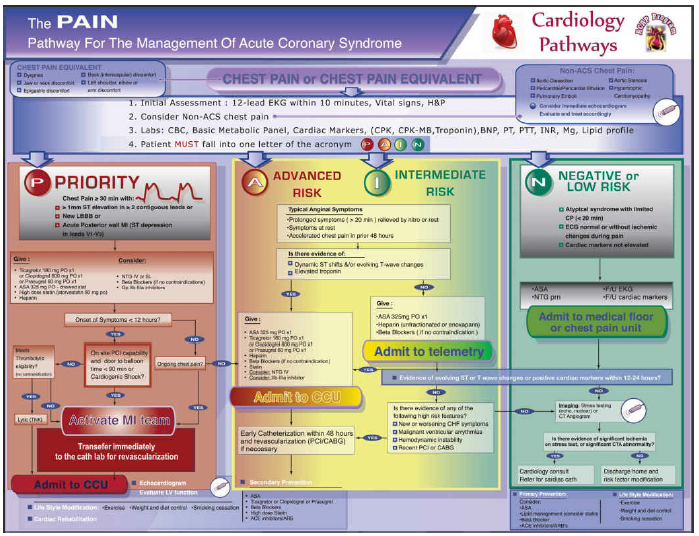 The PAIN
Pathway For The Management Of Acute Coronary Syndrome
Cardiology
Pathways
CHEST PAIN EQUIVALENT
Dyspnea
Back (interscapular) discomfort
Jaw or neck discomfort
Left shoulder, elbow or
arm discomfort
Epigastric discomfort
CHEST PAIN or CHEST PAIN EQUIVALENT
Non-ACS Chest Pain:
Aortic Dissection
Aortic Stenosis
Pericarditis/Pericardial Effusion
Hypertrophic
Cardiomyopathy
Pulmonary Emboli
Consider immediate echocardiogram
Evaluate and treat accordingly
1. Initial Assessment : 12-lead EKG within 10 minutes, Vital signs, H&P
2. Consider Non-ACS chest pain
3. Labs: CBC, Basic Metabolic Panel, Cardiac Markers, (CPK, CPK-MB,Troponin),BNP, PT, PTT, INR, Mg, Lipid profile
4. Patient MUST fall into one letter of the acronym P A I N
P PRIORITY
Chest Pain ≥ 30 min with:
≥ 1mm ST elevation in ≥ 2 contiguous leads or
New LBBB or
Acute Posterior wall MI (ST depression
in leads V1-V3)
Give :
Ticagrelor 180 mg PO x1
or Clopidogrel 600 mg PO x1
or Prasugrel 60 mg PO x1
ASA 325 mg PO - chewed stat
High dose statin (atorvastatin 80 mg po)
Heparin
Consider:
NTG IV or SL
Beta Blockers (if no contraindications)
Gp IIb-IIIa inhibitors
Onset of Symptoms < 12 hours?
YES
NO
Meets
Thrombolytic
eligibility?
(no contraindication)
NO
On site PCI capability
and door to balloon
time < 90 min or
Cardiogenic Shock?
Ongoing chest pain?
NO
YES
YES
YES
Lytic (TNK)
Activate MI team
Transfer immediately
to the cath lab for revascularization
Admit to CCU
Echocardiogram
Evaluate LV function
A ADVANCED
RISK
I INTERMEDIATE
RISK
Typical Anginal Symptoms
•Prolonged symptoms ( > 20 min ) relieved by nitro or rest
•Symptoms at rest
•Accelerated chest pain in prior 48 hours
Is there evidence of:
Dynamic ST shifts &/or evolving T-wave changes
Elevated troponin
YES
NO
Give :
ASA 325 mg PO x1
Ticagrelor 180 mg PO x1
or Clopidogrel 600 mg PO x1
or Prasugrel 60 mg PO x1
Heparin
Beta Blockers (if no contraindication)
Statin
Consider: NTG IV
Consider: IIb-IIIa Inhibitor
Give :
•ASA 325mg PO x1
•Heparin (unfractionated or enoxaparin)
•Beta Blockers ( if no contraindication )
Admit to telemetry
Admit to CCU
Early Catheterization within 48 hours
and revascularization (PCI/CABG)
if necessary
YES
Is there evidence of any of the
following high risk features?
New or worsening CHF symptoms
Malignant ventricular arrhythmias
Hemodynamic instability
Recent PCI or CABG
NO
N NEGATIVE or
LOW RISK
Atypical symptoms with limited
CP (< 20 min)
ECG normal or without ischemic
changes during pain
Cardiac markers not elevated
•ASA
•F/U EKG
•NTG prn
•F/U cardiac markers
Admit to medical floor
or chest pain unit
Evidence of evolving ST or T wave changes or positive cardiac markers within 12-24 hours?
YES
NO
Imaging: Stress testing
(echo, nuclear) or
CT Angiogram
Is there evidence of significant ischemia
on stress test, or significant CTA abnormality?
YES
NO
Cardiology consult
Refer for cardiac cath
Discharge home and
risk factor modification
Secondary Prevention
ASA
Ticagrelor or Clopidogrel or Prasugrel
Beta Blockers
High dose Statin
ACE inhibitors/ARB
Life Style Modification: •Exercise •Weight and diet control •Smoking cessation
Cardiac Rehabilitation
Primary Prevention:
Consider:
•ASA
•Lipid management consider statins
•Beta Blocker
•ACE inhibitors/ARB's
Life Style Modification:
•Exercise
•Weight and diet control
•Smoking cessation